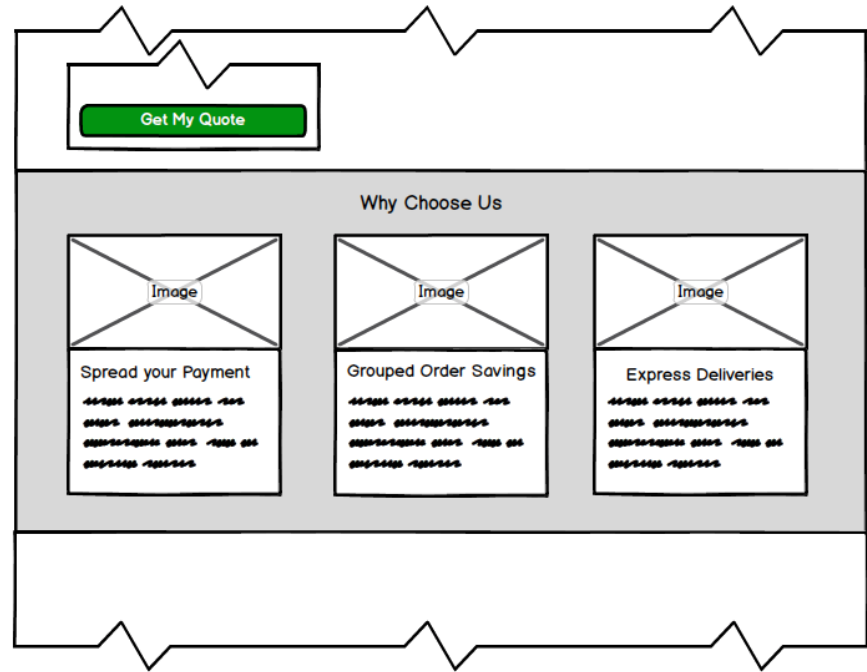 Get My Quote
Why Choose Us
Image
Image
Image
Spread your Payment
Grouped Order Savings
Express Deliveries